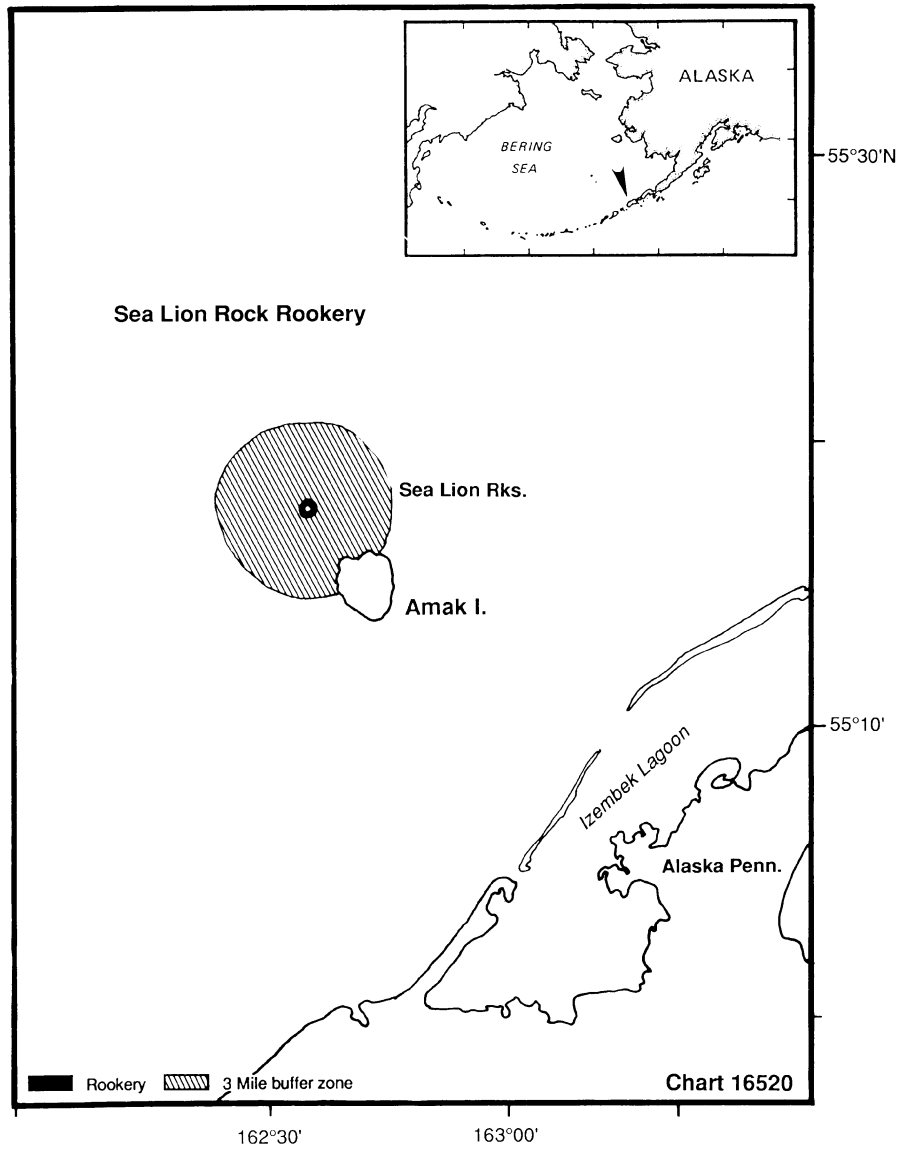 ALASKA
BERING
SEA
55°30'N
Sea Lion Rock Rookery
Sea Lion Rks.
Amak I.
55°10'
Izembek Lagoon
Alaska Penn.
Rookery
3 Mile buffer zone
Chart 16520
162°30'
163°00'